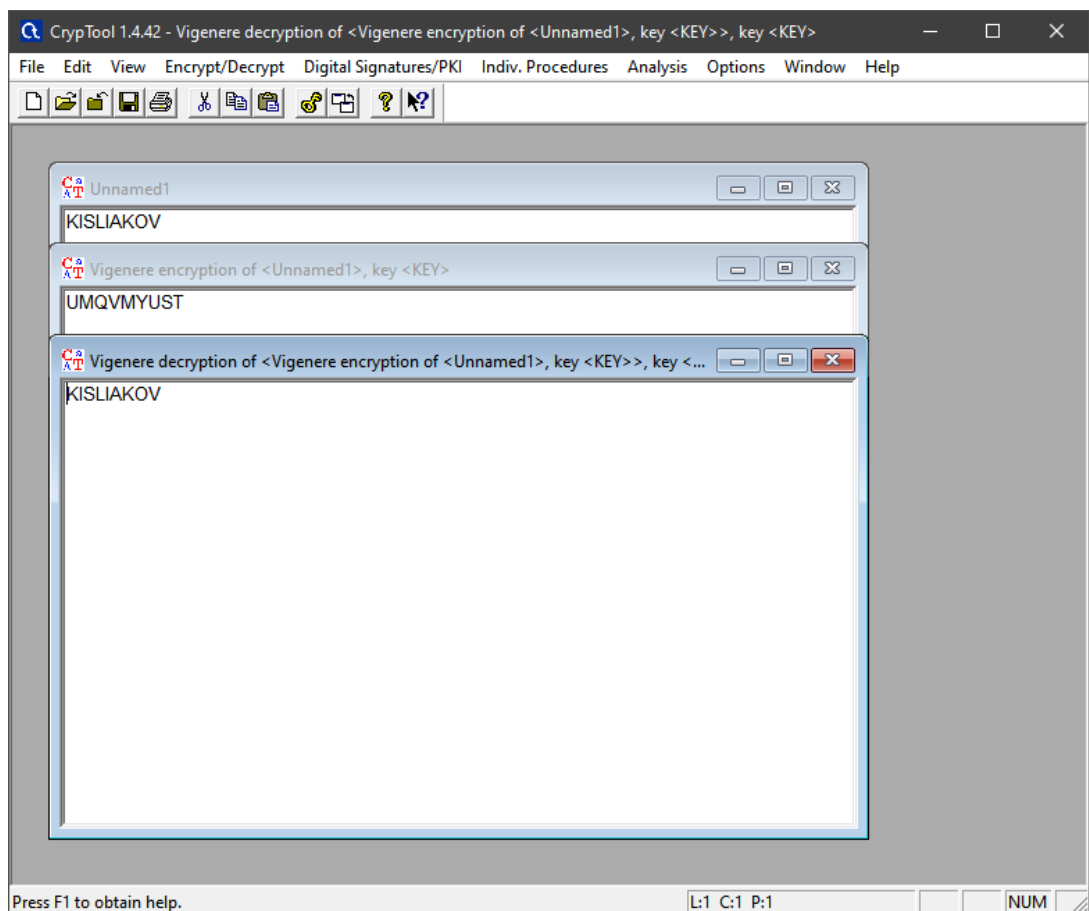 CrypTool 1.4.42 - Vigenere decryption of <Vigenere encryption of <Unnamed1>, key <KEY>>, key <KEY>
File Edit View Encrypt/Decrypt Digital Signatures/PKI Indiv. Procedures Analysis Options Window Help
Unnamed1
KISLIAKOV
Vigenere encryption of <Unnamed1>, key <KEY>
UMQVMYUST
Vigenere decryption of <Vigenere encryption of <Unnamed1>, key <KEY>>, key <...
KISLIAKOV
Press F1 to obtain help. L:1 C:1 P:1 NUM